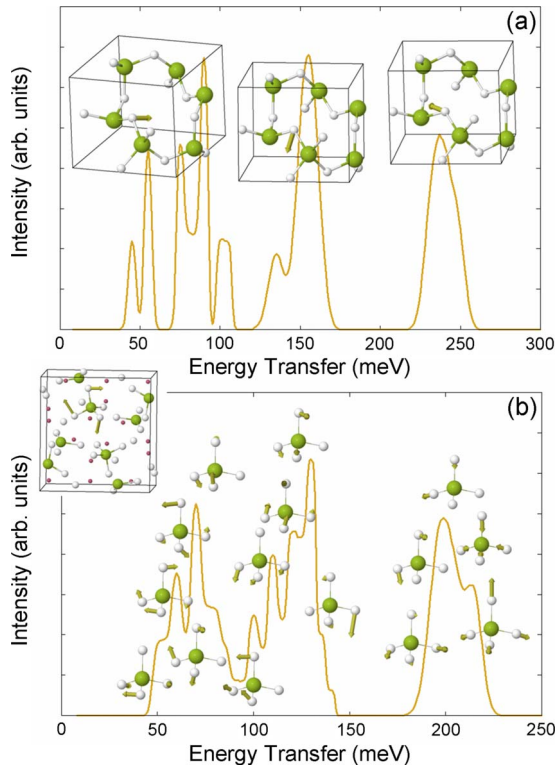 (a)
Intensity (arb. units)
0 50 100 150 200 250 300
Energy Transfer (meV)
(b)
Intensity (arb. units)
0 50 100 150 200 250
Energy Transfer (meV)